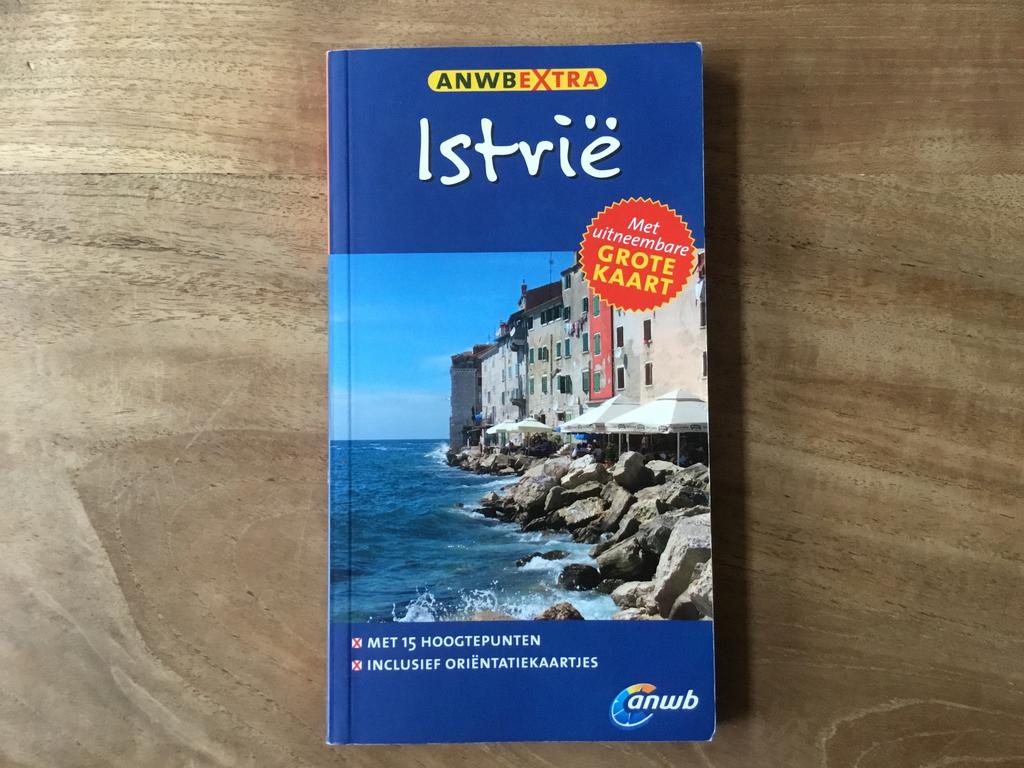 ANWBEXTRA
Istrië
Met
uitneembare
GROTE
KAART
MET 15 HOOGTEPUNTEN
INCLUSIEF ORIËNTATIEKAARTJES
anwb